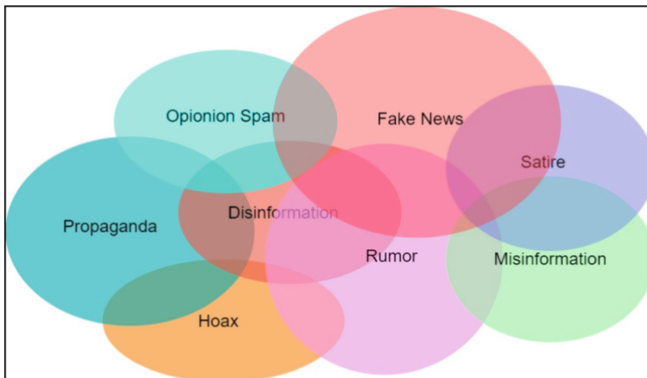 Opionion Spam
Fake News
Satire
Disinformation
Propaganda
Rumor
Misinformation
Hoax